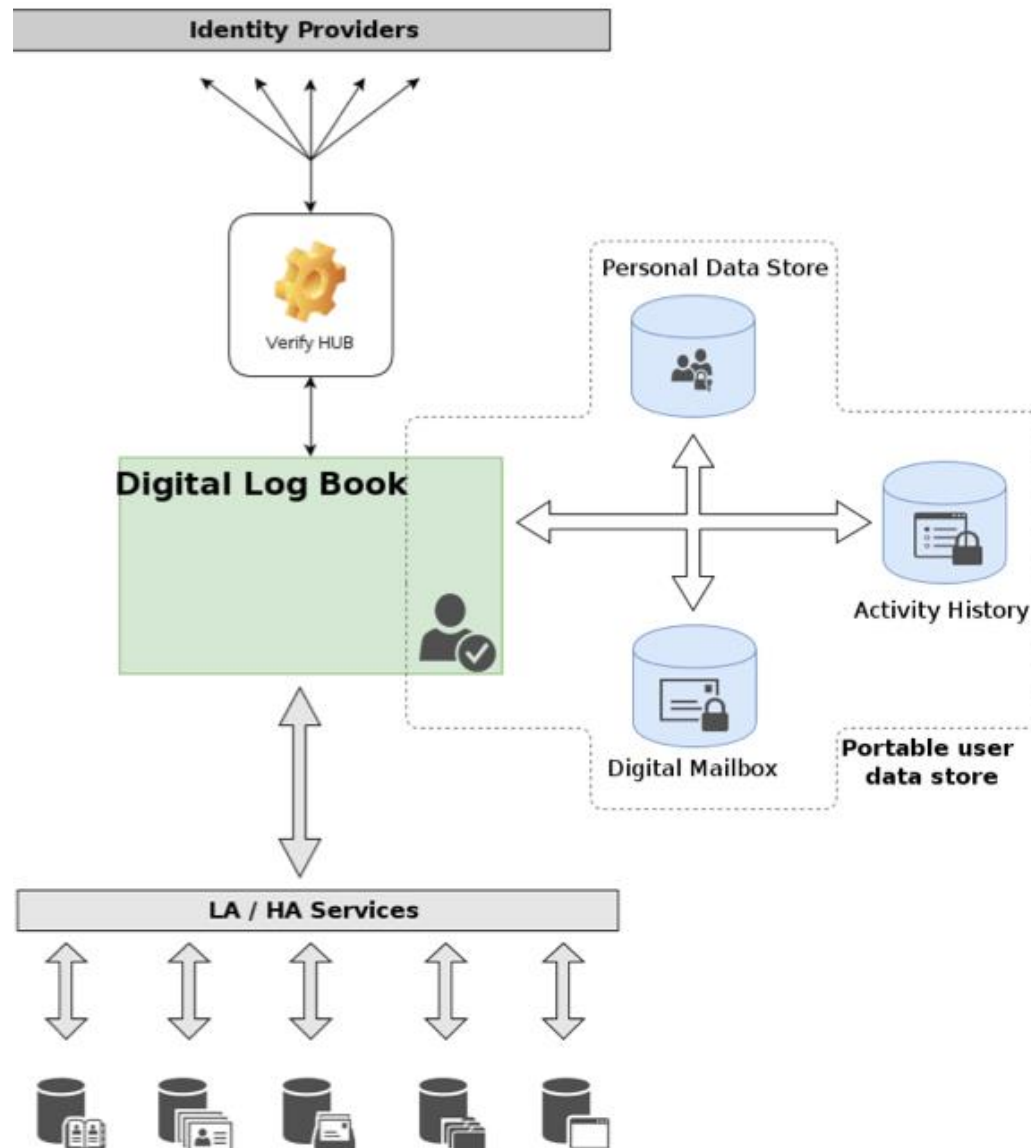 Identity Providers
Verify HUB
Personal Data Store
Digital Log Book
Activity History
Digital Mailbox
Portable user
data store
LA / HA Services